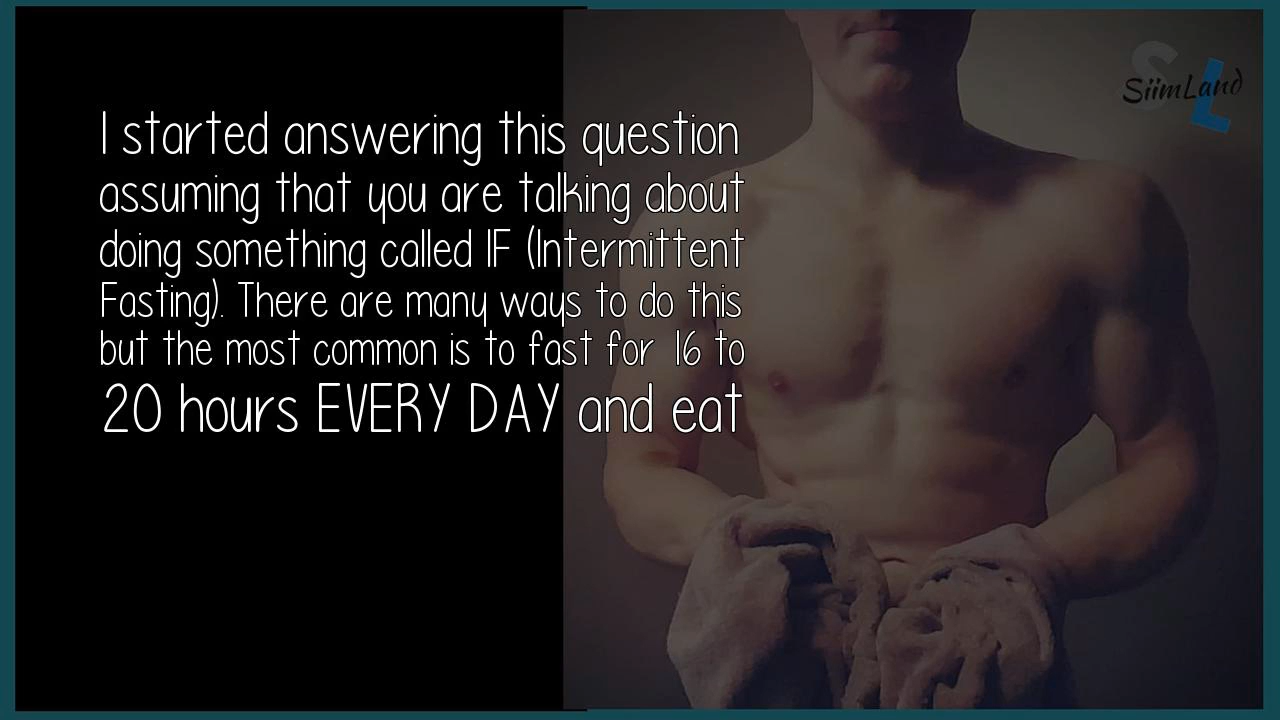 I started answering this question
assuming that you are talking about
doing something called IF (Intermittent
Fasting). There are many ways to do this
but the most common is to fast for 16 to
20 hours EVERY DAY and eat
SL
SiimLand